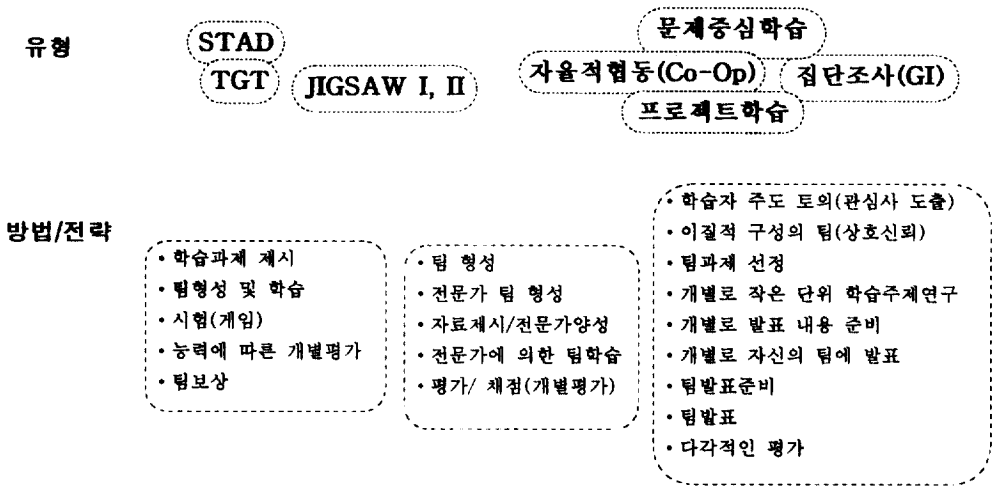 유형
STAD
TGT
JIGSAW I, II
문제중심학습
자율적협동(Co-Op)
집단조사(GI)
프로젝트학습
방법/전략
• 학습과제 제시
• 팀형성 및 학습
• 시험(게임)
• 능력에 따른 개별평가
• 팀보상
• 팀 형성
• 전문가 팀 형성
• 자료제시/전문가양성
• 전문가에 의한 팀학습
• 평가/ 채점(개별평가)
• 학습자 주도 토의(관심사 도출)
• 이질적 구성의 팀(상호신뢰)
• 팀과제 선정
• 개별로 작은 단위 학습주제연구
• 개별로 발표 내용 준비
• 개별로 자신의 팀에 발표
• 팀발표준비
• 팀발표
• 다각적인 평가